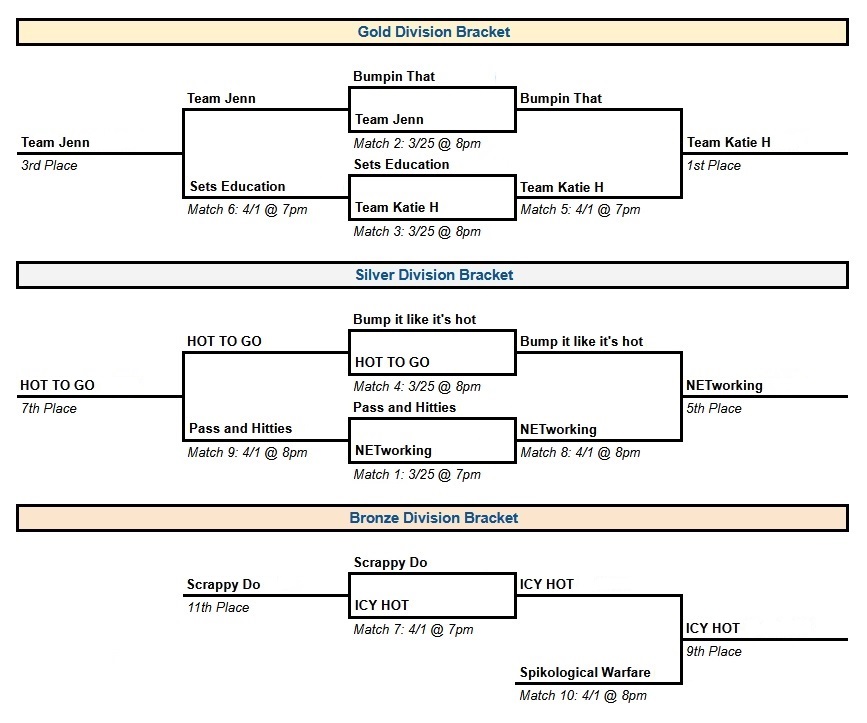 Gold Division Bracket
Bumpin That
Team Jenn
Bumpin That
Team Jenn
Team Jenn
Team Katie H
Match 2: 3/25 @ 8pm
3rd Place
Sets Education
1st Place
Sets Education
Team Katie H
Team Katie H
Match 6: 4/1 @ 7pm
Match 5: 4/1 @ 7pm
Match 3: 3/25 @ 8pm
Silver Division Bracket
Bump it like it's hot
HOT TO GO
Bump it like it's hot
HOT TO GO
HOT TO GO
NETworking
Match 4: 3/25 @ 8pm
7th Place
Pass and Hitties
5th Place
Pass and Hitties
NETworking
NETworking
Match 9: 4/1 @ 8pm
Match 8: 4/1 @ 8pm
Match 1: 3/25 @ 7pm
Bronze Division Bracket
Scrappy Do
Scrappy Do
ICY HOT
11th Place
ICY HOT
Match 7: 4/1 @ 7pm
ICY HOT
9th Place
Spikological Warfare
Match 10: 4/1 @ 8pm